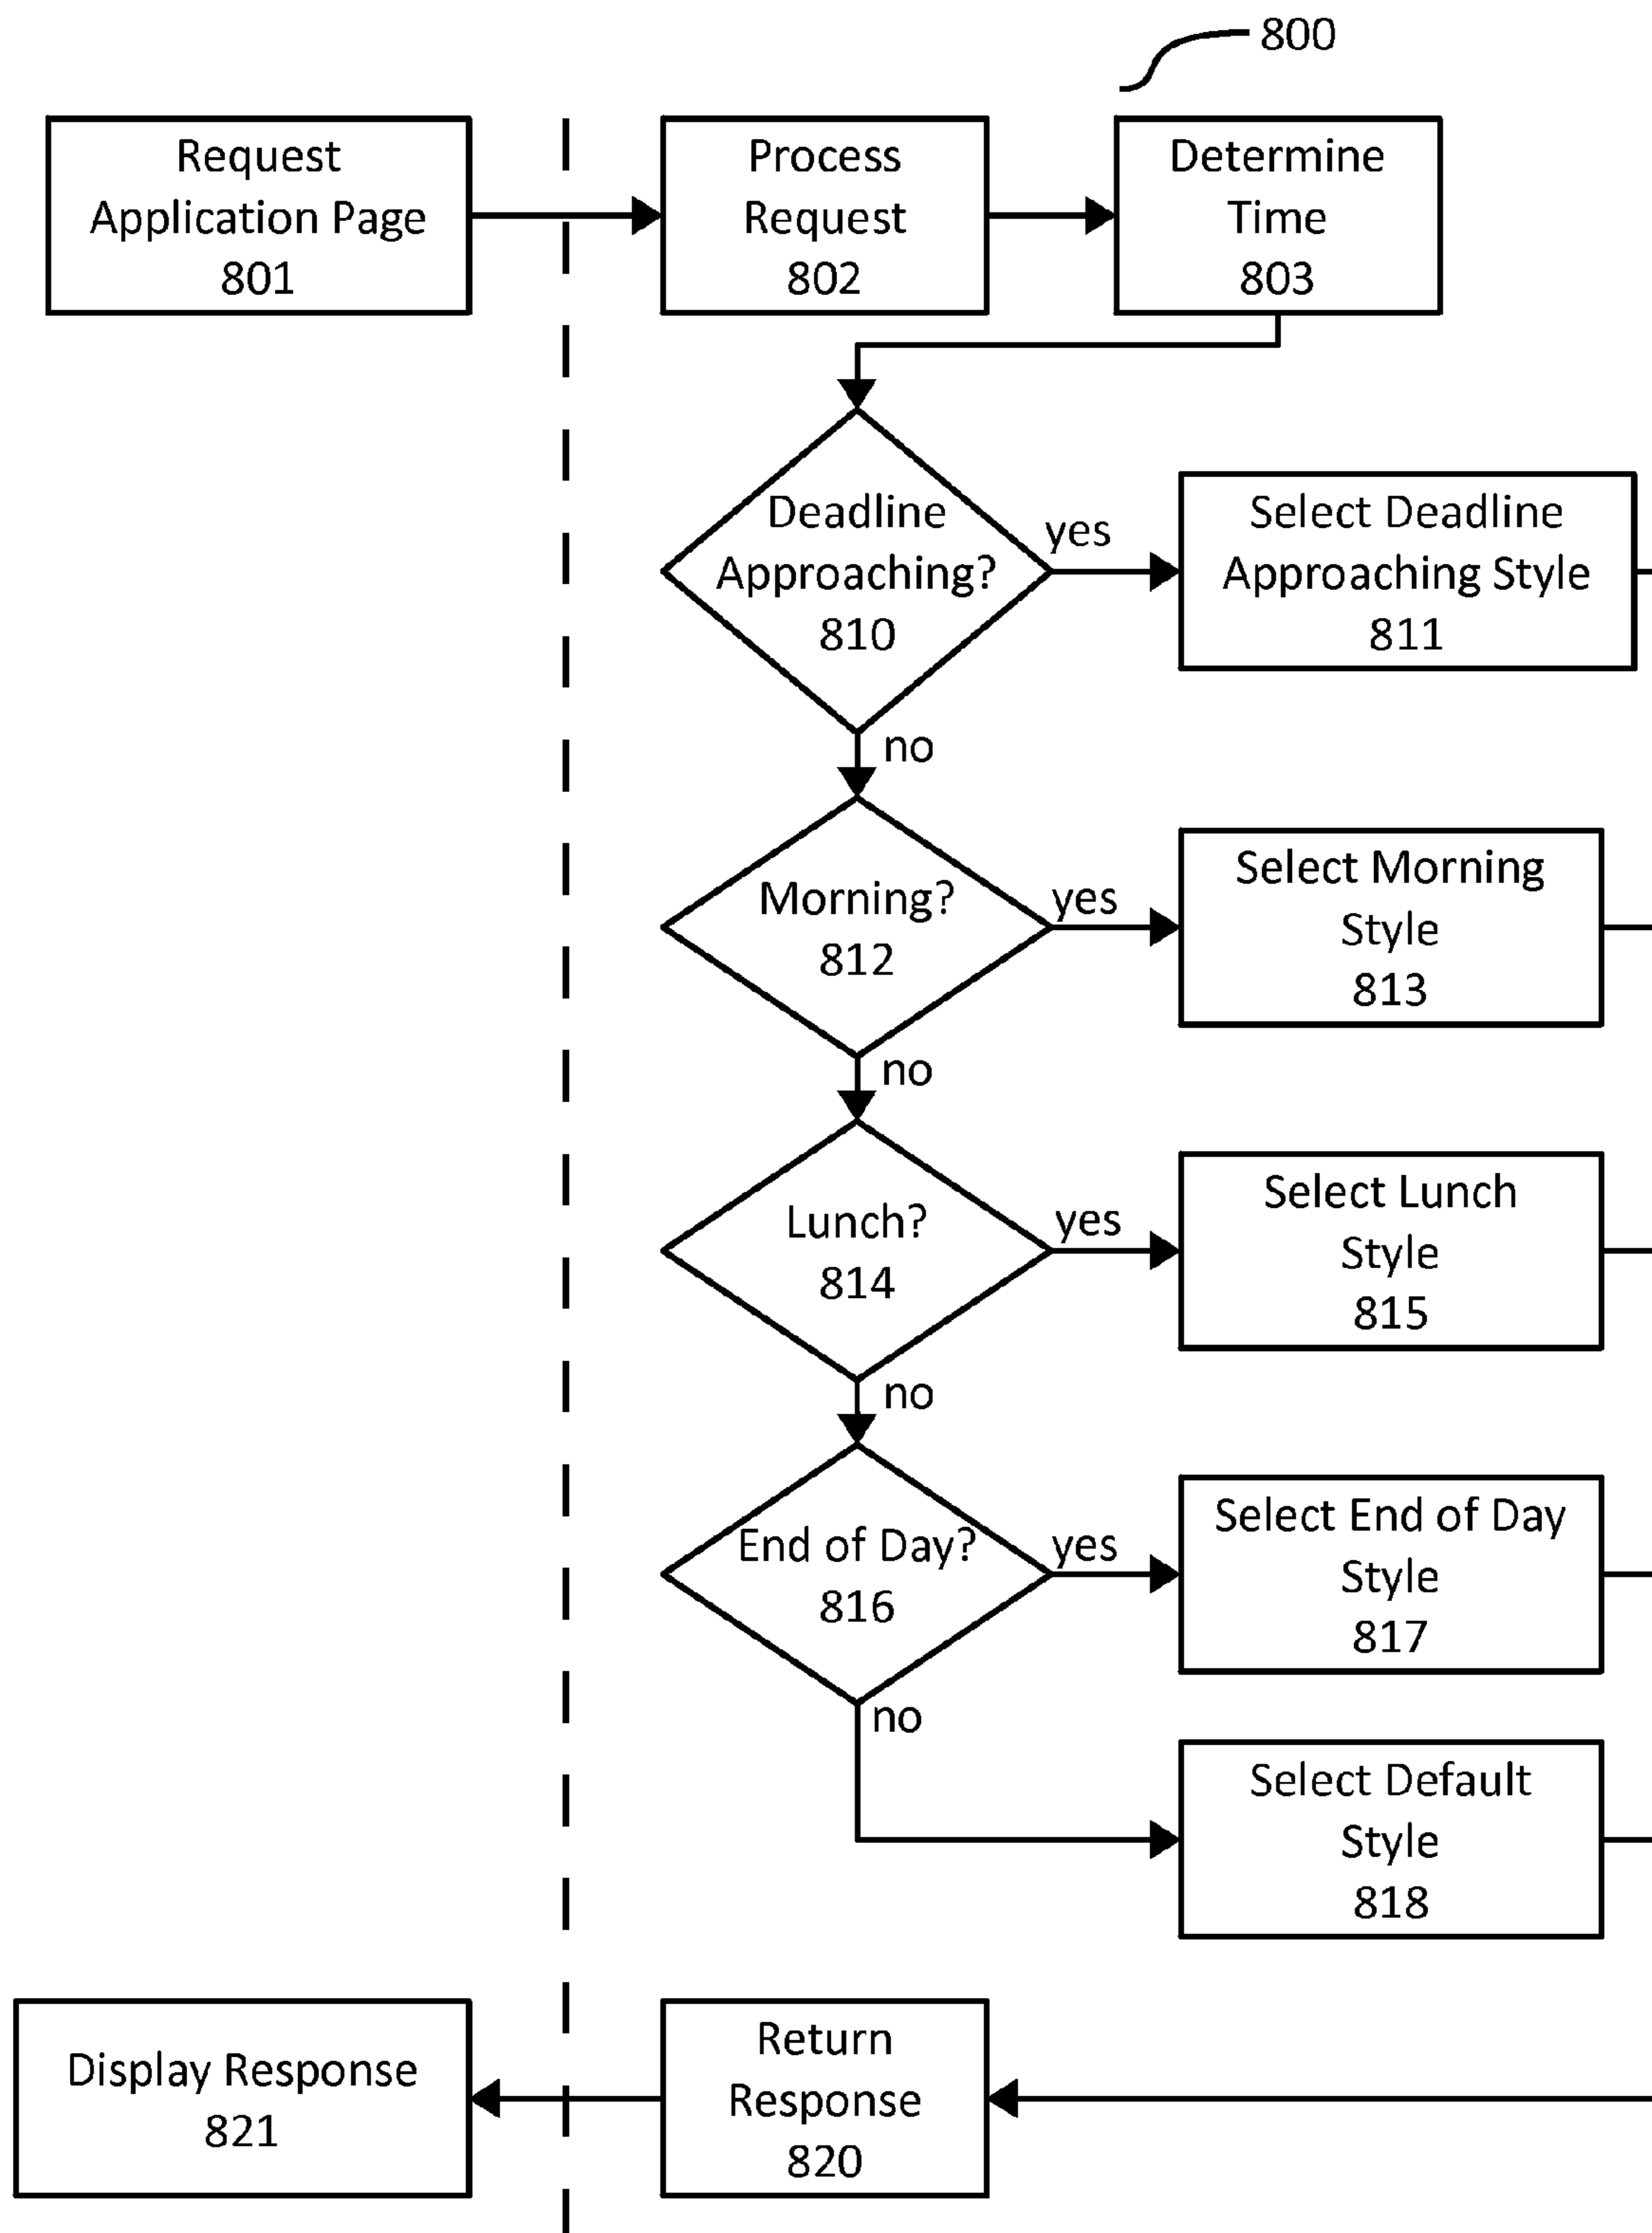 800
Request
Application Page
801
Process
Request
802
Determine
Time
803
Deadline
Approaching?
810
yes
Select Deadline
Approaching Style
811
no
Morning?
812
yes
Select Morning
Style
813
no
Lunch?
814
yes
Select Lunch
Style
815
no
End of Day?
816
yes
Select End of Day
Style
817
no
Select Default
Style
818
Display Response
821
Return
Response
820